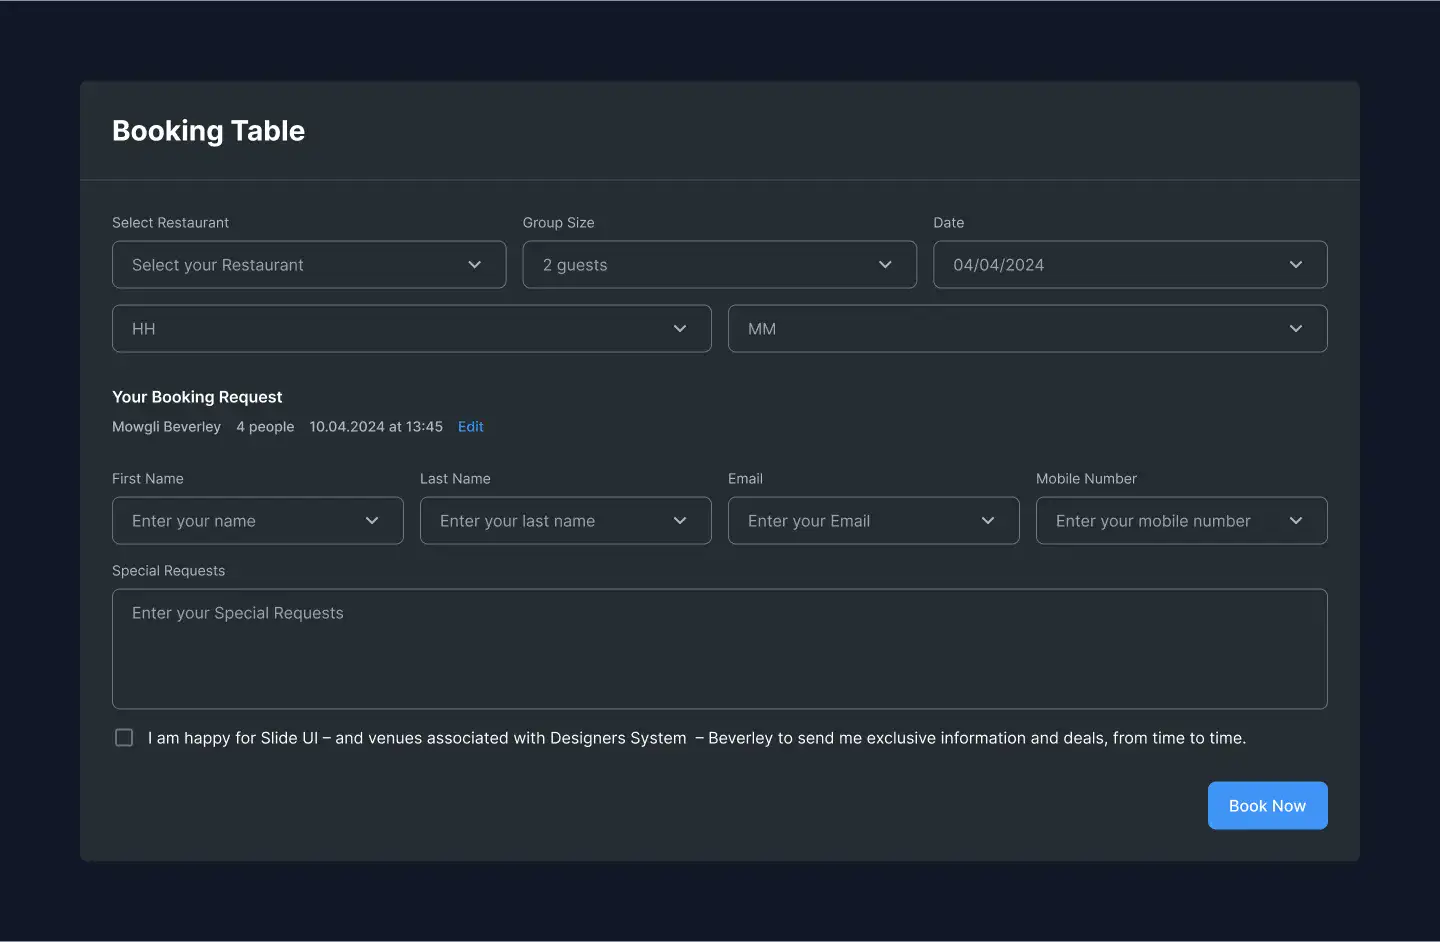 Booking Table
Select Restaurant
Group Size
Date
Select your Restaurant
2 guests
04/04/2024
HH
MM
Your Booking Request
Mowgli Beverley 4 people 10.04.2024 at 13:45 Edit
First Name
Last Name
Email
Mobile Number
Enter your name
Enter your last name
Enter your Email
Enter your mobile number
Special Requests
Enter your Special Requests
I am happy for Slide UI – and venues associated with Designers System – Beverley to send me exclusive information and deals, from time to time.
Book Now